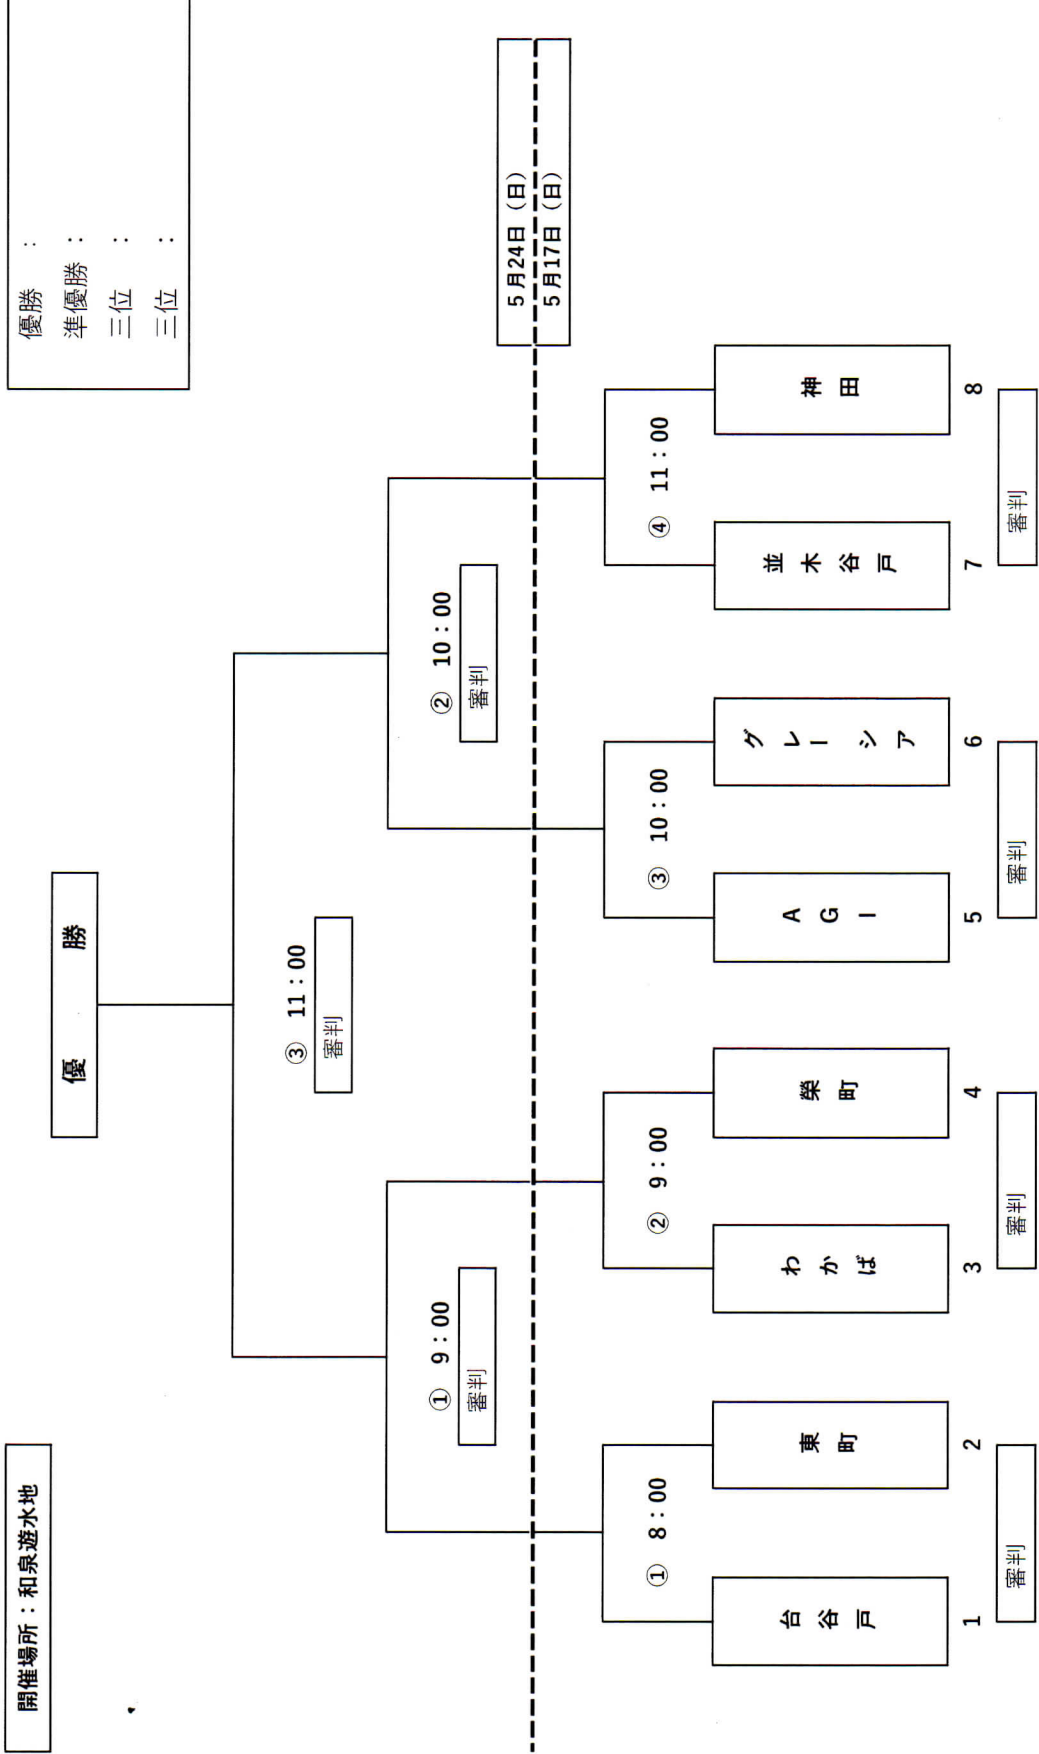 開催場所：和泉遊水地
優勝　：
準優勝：
三位　：
三位　：
優　　勝
③ 11：00
審判
① 9：00
審判
② 10：00
審判
5月24日（日）
5月17日（日）
① 8：00
② 9：00
③ 10：00
④ 11：00
台谷戸
東町
わかば
榮町
AGI
グレーシア
並木谷戸
神田
1
2
3
4
5
6
7
8
審判
審判
審判
審判